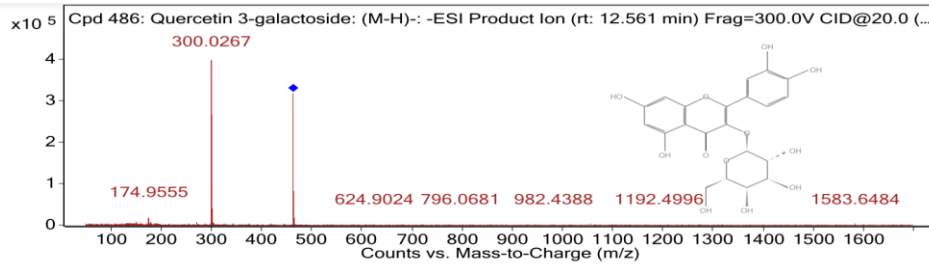 x10 5 Cpd 486: Quercetin 3-galactoside: (M-H)-: -ESI Product Ion (rt: 12.561 min) Frag=300.0V CID@20.0 (...
300.0267
4
3
2
1
0
174.9555 624.9024 796.0681 982.4388 1192.4996 1583.6484
OH
OH
HO
O
OH
O
O
O
OH
OH
OH
OH
100 200 300 400 500 600 700 800 900 1000 1100 1200 1300 1400 1500 1600
Counts vs. Mass-to-Charge (m/z)